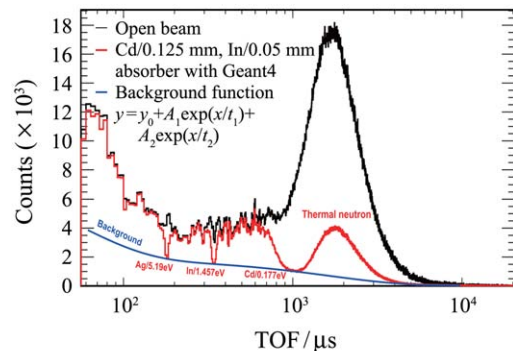 Open beam
Cd/0.125 mm, In/0.05 mm
absorber with Geant4
Background function
y=y₀+A₁exp(x/t₁)+
A₂exp(x/t₂)
Counts (×10³)
18
16
14
12
10
8
6
4
2
0
Thermal neutron
Background
Ag/5.19eV
In/1.457eV
Cd/0.177eV
10²
10³
10⁴
TOF/μs